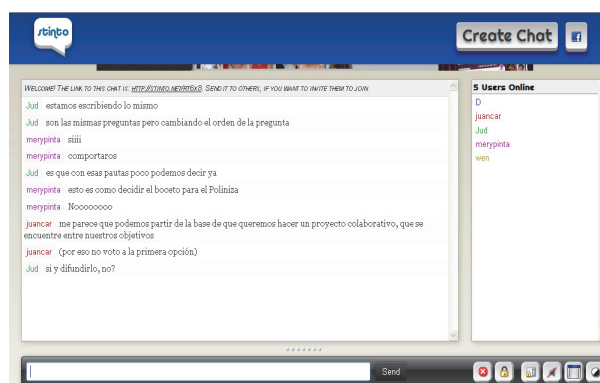 stinto
Create Chat
WELCOME! THE LINK TO THIS CHAT IS: HTTP://STINTO.NET/#T6X8. SEND IT TO OTHERS, IF YOU WANT TO INVITE THEM TO JOIN
Jud estamos escribiendo lo mismo
Jud son las mismas preguntas pero cambiando el orden de la pregunta
merypinta siiii
merypinta comportaros
Jud es que con esas pautas poco podemos decir ya
merypinta esto es como decidir el boceto para el Poliniza
merypinta Noooooooo
juancar me parece que podemos partir de la base de que queremos hacer un proyecto colaborativo, que se
encuentre entre nuestros objetivos
juancar (por eso no voto a la primera opción)
Jud si y difundirlo, no?
5 Users Online
D
juancar
Jud
merypinta
wen
Send